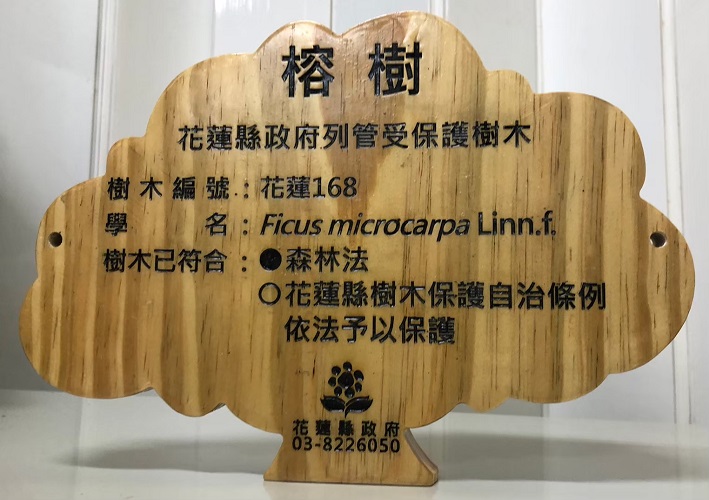 榕樹
花蓮縣政府列管受保護樹木
樹木編號：花蓮168
學名：Ficus microcarpa Linn.f.
樹木已符合：●森林法
○花蓮縣樹木保護自治條例
依法予以保護
花蓮縣政府
03-8226050